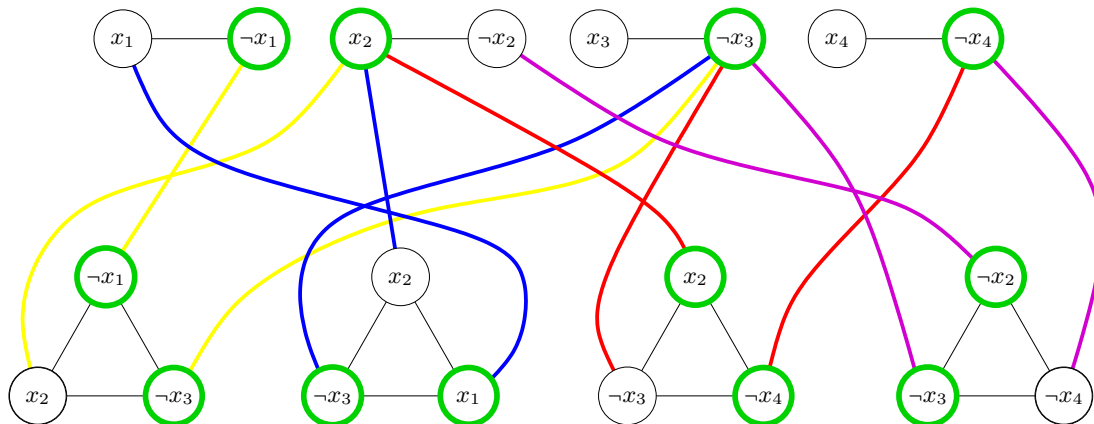 x₁ ¬x₁ x₂ ¬x₂ x₃ ¬x₃ x₄ ¬x₄
¬x₁ x₂ x₂ ¬x₂
x₂ ¬x₃ ¬x₃ x₁ ¬x₃ ¬x₄ ¬x₃ ¬x₄